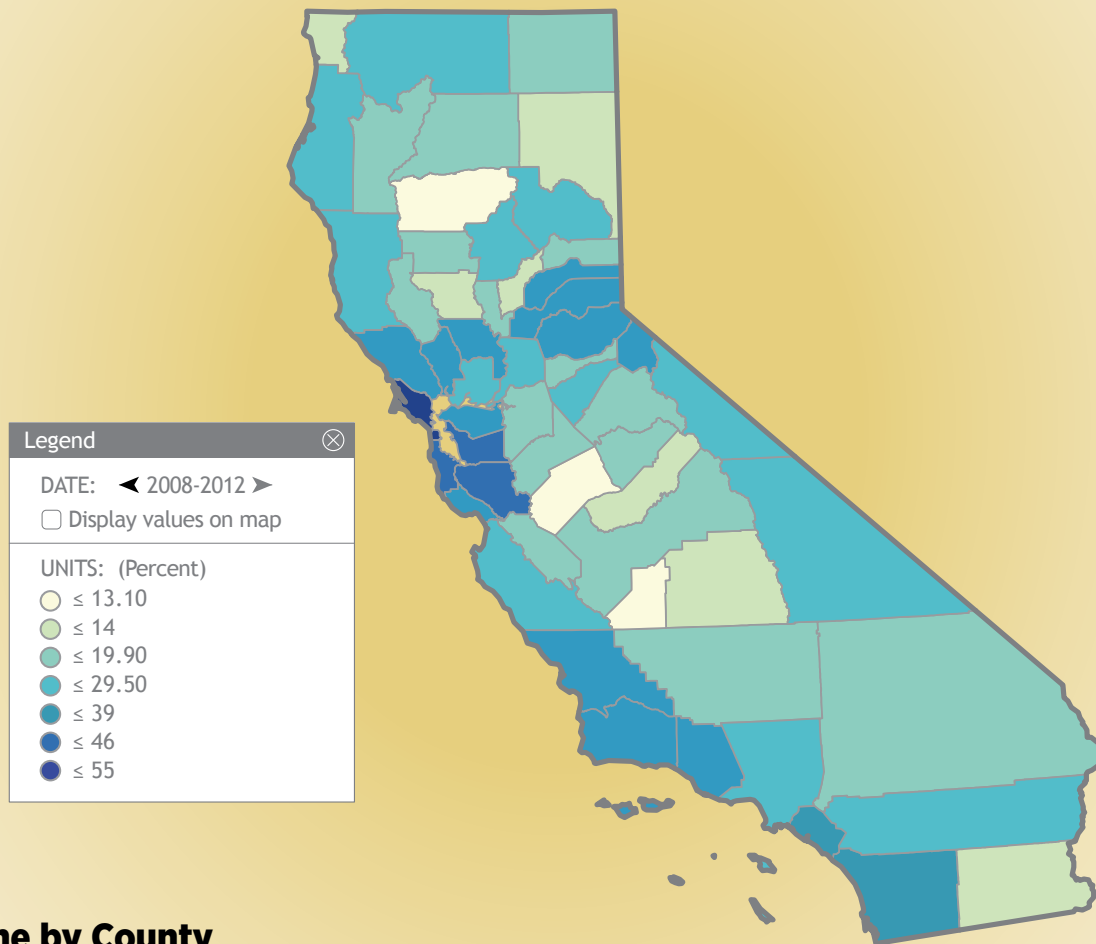 Legend
DATE: 2008-2012
Display values on map
UNITS: (Percent)
≤ 13.10
≤ 14
≤ 19.90
≤ 29.50
≤ 39
≤ 46
≤ 55
by County